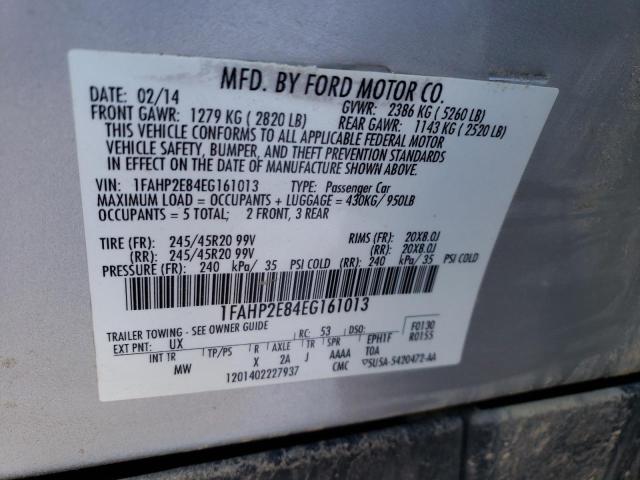 MFD. BY FORD MOTOR CO.
DATE: 02/14 GVWR: 2386 KG ( 5260 LB)
FRONT GAWR: 1279 KG ( 2820 LB) REAR GAWR: 1143 KG ( 2520 LB)
THIS VEHICLE CONFORMS TO ALL APPLICABLE FEDERAL MOTOR
VEHICLE SAFETY, BUMPER, AND THEFT PREVENTION STANDARDS
IN EFFECT ON THE DATE OF MANUFACTURE SHOWN ABOVE.
VIN: 1FAHP2E84EG161013 TYPE: Passenger Car
MAXIMUM LOAD = OCCUPANTS + LUGGAGE = 430KG/ 950LB
OCCUPANTS = 5 TOTAL; 2 FRONT, 3 REAR
TIRE (FR): 245/45R20 99V RIMS (FR): 20X8.0J
(RR): 245/45R20 99V (RR): 20X8.0J
PRESSURE (FR): 240 kPa/ 35 PSI COLD (RR): 240 kPa/ 35 PSI COLD
1FAHP2E84EG161013
TRAILER TOWING - SEE OWNER GUIDE RC: 53 DSO: F0130
EXT PNT: UX EPH1F R0155
INT TR TP/PS R AXLE TR SPR TOA
MW X 2A J AAAA
1201402227937 CMC 5U5A-5420472-AA